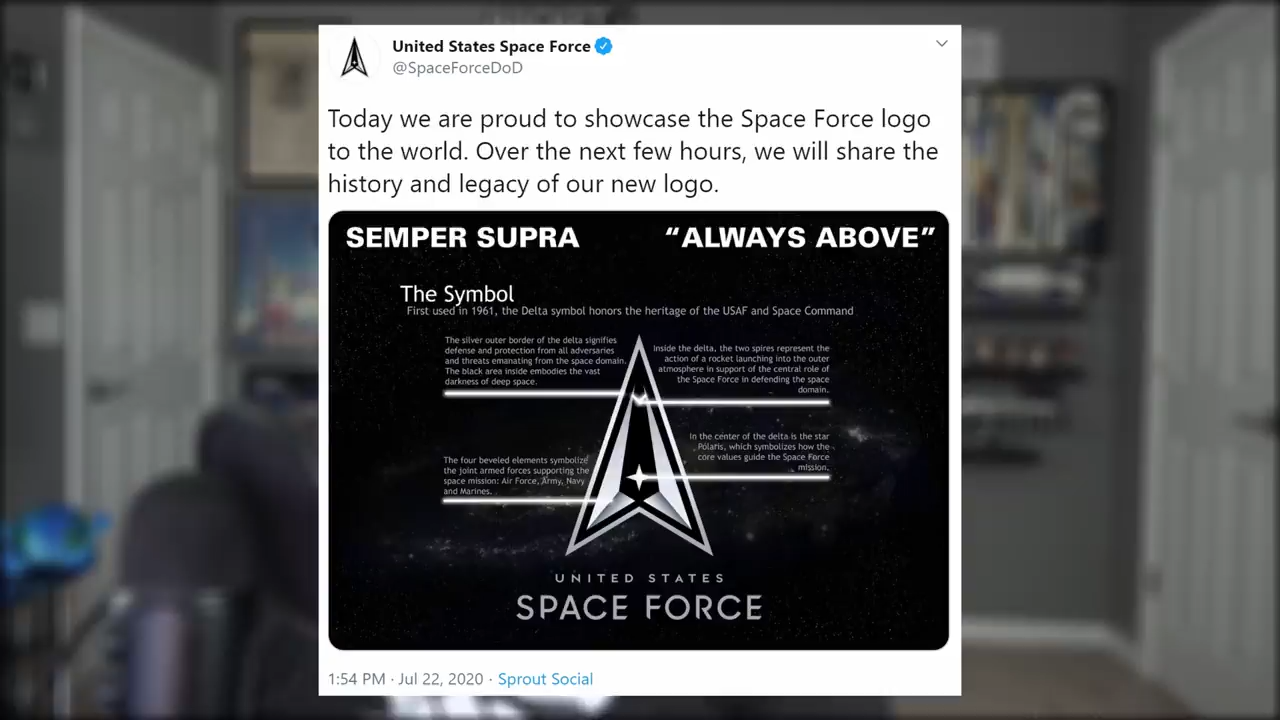 United States Space Force
@SpaceForceDoD
Today we are proud to showcase the Space Force logo
to the world. Over the next few hours, we will share the
history and legacy of our new logo.
SEMPER SUPRA
“ALWAYS ABOVE”
The Symbol
First used in 1961, the Delta symbol honors the heritage of the USAF and Space Command
The silver outer border of the delta signifies
defense and protection from all adversaries
and threats emanating from the space domain.
The black area inside embodies the vast
darkness of deep space.
Inside the delta, the two spires represent the
action of a rocket launching into the outer
atmosphere in support of the central role of
the Space Force in defending the space
domain.
In the center of the delta is the star
Polaris, which symbolizes how the
core values guide the Space Force
mission.
The four beveled elements symbolize
the joint armed forces supporting the
space mission: Air Force, Army, Navy
and Marines.
UNITED STATES
SPACE FORCE
1:54 PM · Jul 22, 2020 · Sprout Social